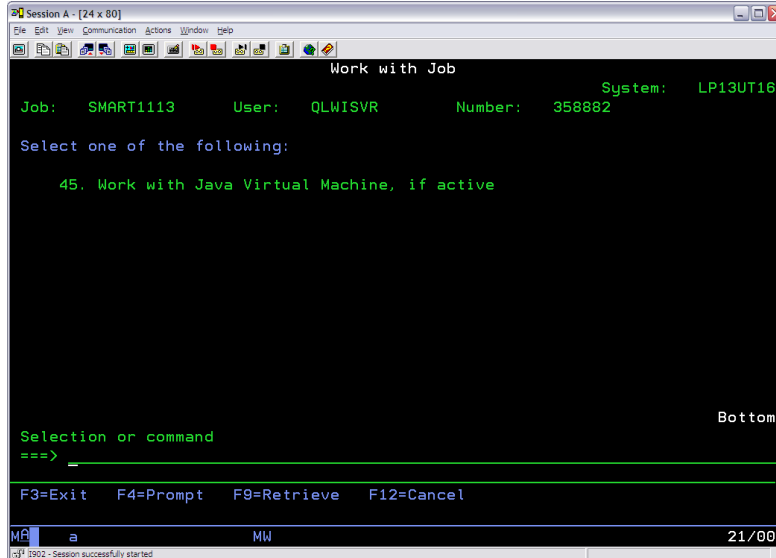 Session A - [24 x 80]
File Edit View Communication Actions Window Help
Work with Job
System: LP13UT16
Job: SMART1113 User: QLWISVR Number: 358882
Select one of the following:
45. Work with Java Virtual Machine, if active
Bottom
Selection or command
===>
F3=Exit F4=Prompt F9=Retrieve F12=Cancel
MA a MW 21/00
I902 - Session successfully started